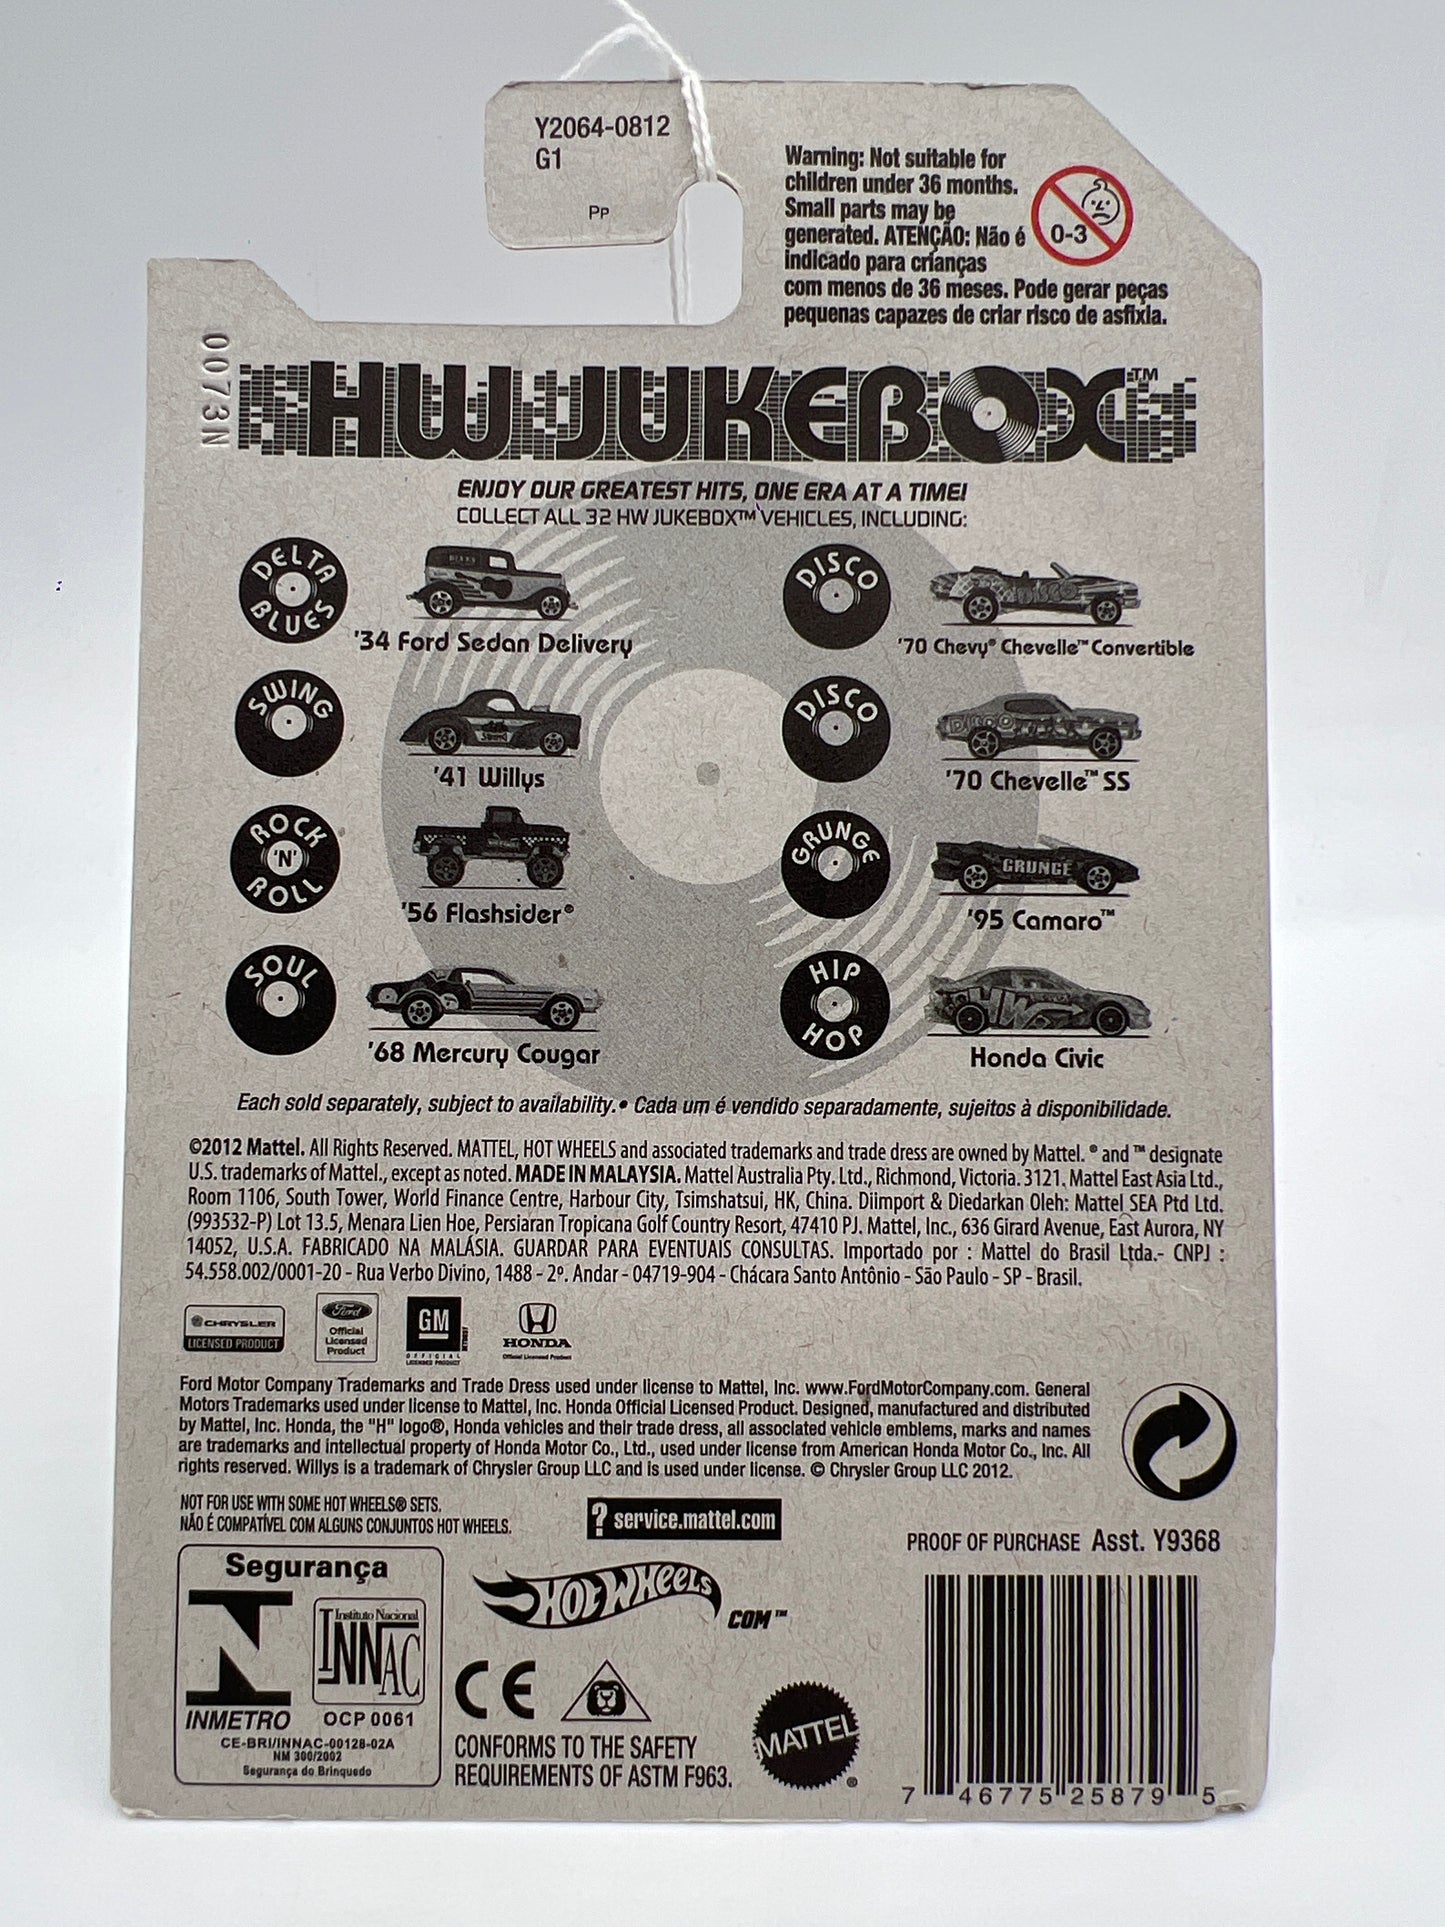 Y2064-0812
G1
Pp
Warning: Not suitable for
children under 36 months.
Small parts may be
generated. ATENÇÃO: Não é
indicado para crianças
com menos de 36 meses. Pode gerar peças
pequenas capazes de criar risco de asfixia.
0-3
00731N
HW JUKEBOX™
ENJOY OUR GREATEST HITS, ONE ERA AT A TIME!
COLLECT ALL 32 HW JUKEBOX™ VEHICLES, INCLUDING:
DELTA BLUES
'34 Ford Sedan Delivery
SWING
'41 Willys
ROCK 'N' ROLL
'56 Flashsider®
SOUL
'68 Mercury Cougar
DISCO
DISCO
'70 Chevy® Chevelle™ Convertible
DISCO
DISCO
'70 Chevelle™ SS
GRUNGE
GRUNGE
'95 Camaro™
HIP HOP
Honda Civic
Each sold separately, subject to availability. • Cada um é vendido separadamente, sujeitos à disponibilidade.
©2012 Mattel. All Rights Reserved. MATTEL, HOT WHEELS and associated trademarks and trade dress are owned by Mattel. ® and ™ designate
U.S. trademarks of Mattel., except as noted. MADE IN MALAYSIA. Mattel Australia Pty. Ltd., Richmond, Victoria. 3121. Mattel East Asia Ltd.,
Room 1106, South Tower, World Finance Centre, Harbour City, Tsimshatsui, HK, China. Diimport & Diedarkan Oleh: Mattel SEA Ptd Ltd.
(993532-P) Lot 13.5, Menara Lien Hoe, Persiaran Tropicana Golf Country Resort, 47410 PJ. Mattel, Inc., 636 Girard Avenue, East Aurora, NY
14052, U.S.A. FABRICADO NA MALÁSIA. GUARDAR PARA EVENTUAIS CONSULTAS. Importado por : Mattel do Brasil Ltda.- CNPJ :
54.558.002/0001-20 - Rua Verbo Divino, 1488 - 2º. Andar - 04719-904 - Chácara Santo Antônio - São Paulo - SP - Brasil.
CHRYSLER
LICENSED PRODUCT
Ford
Official
Licensed
Product
GM
OFFICIAL
LICENSED PRODUCT
HONDA
Official Licensed Product
Ford Motor Company Trademarks and Trade Dress used under license to Mattel, Inc. www.FordMotorCompany.com. General
Motors Trademarks used under license to Mattel, Inc. Honda Official Licensed Product. Designed, manufactured and distributed
by Mattel, Inc. Honda, the "H" logo®, Honda vehicles and their trade dress, all associated vehicle emblems, marks and names
are trademarks and intellectual property of Honda Motor Co., Ltd., used under license from American Honda Motor Co., Inc. All
rights reserved. Willys is a trademark of Chrysler Group LLC and is used under license. © Chrysler Group LLC 2012.
NOT FOR USE WITH SOME HOT WHEELS® SETS.
NÃO É COMPATÍVEL COM ALGUNS CONJUNTOS HOT WHEELS.
? service.mattel.com
PROOF OF PURCHASE Asst. Y9368
Segurança
INMETRO
Instituto Nacional
INNAC
OCP 0061
CE-BRI/INNAC-00128-02A
NM 300/2002
Segurança do Brinquedo
HOT WHEELS
COM™
CE
CONFORMS TO THE SAFETY
REQUIREMENTS OF ASTM F963.
MATTEL®
7 46775 25879 5